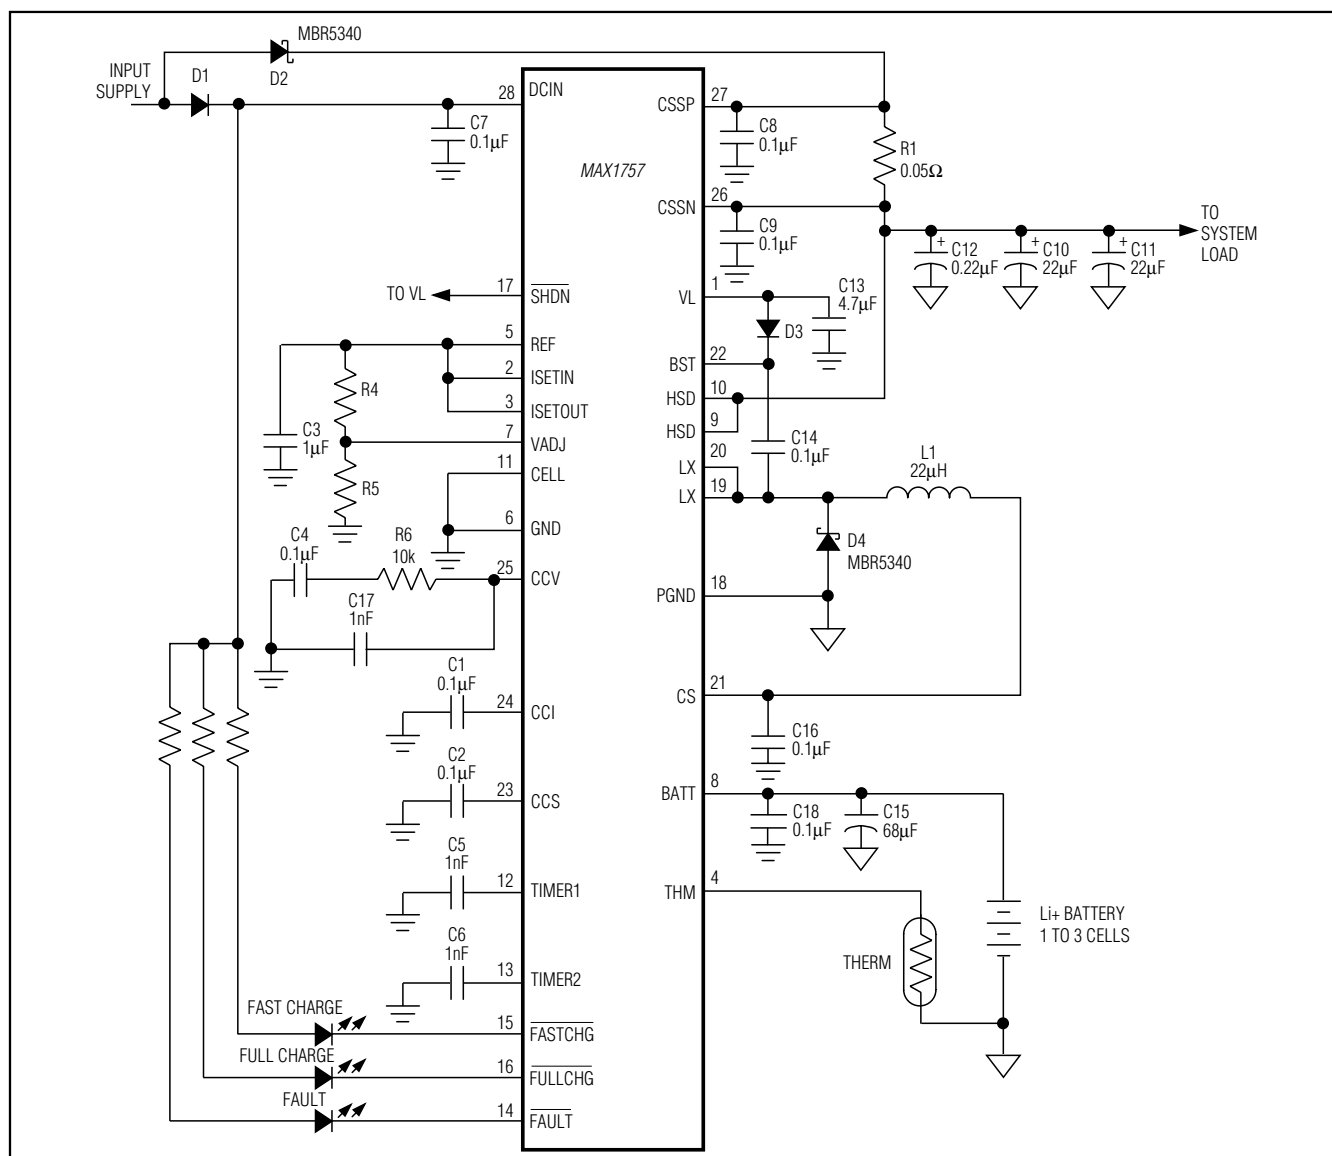 MBR5340
D2
INPUT
SUPPLY
D1
28
DCIN
C7
0.1µF
MAX1757
CSSP
27
C8
0.1µF
R1
0.05Ω
CSSN
26
C9
0.1µF
TO
SYSTEM
LOAD
+
C12
0.22µF
+
C10
22µF
+
C11
22µF
TO VL
17
SHDN
VL
1
C13
4.7µF
D3
5
REF
2
ISETIN
3
ISETOUT
7
VADJ
11
CELL
6
GND
R4
C3
1µF
R5
BST
22
HSD
10
HSD
9
LX
20
LX
19
C14
0.1µF
L1
22µH
D4
MBR5340
PGND
18
C4
0.1µF
R6
10k
25
CCV
C17
1nF
C1
0.1µF
24
CCI
CS
21
C16
0.1µF
C2
0.1µF
23
CCS
BATT
8
C18
0.1µF
C15
68µF
C5
1nF
12
TIMER1
THM
4
THERM
Li+ BATTERY
1 TO 3 CELLS
C6
1nF
13
TIMER2
FAST CHARGE
15
FASTCHG
FULL CHARGE
16
FULLCHG
FAULT
14
FAULT